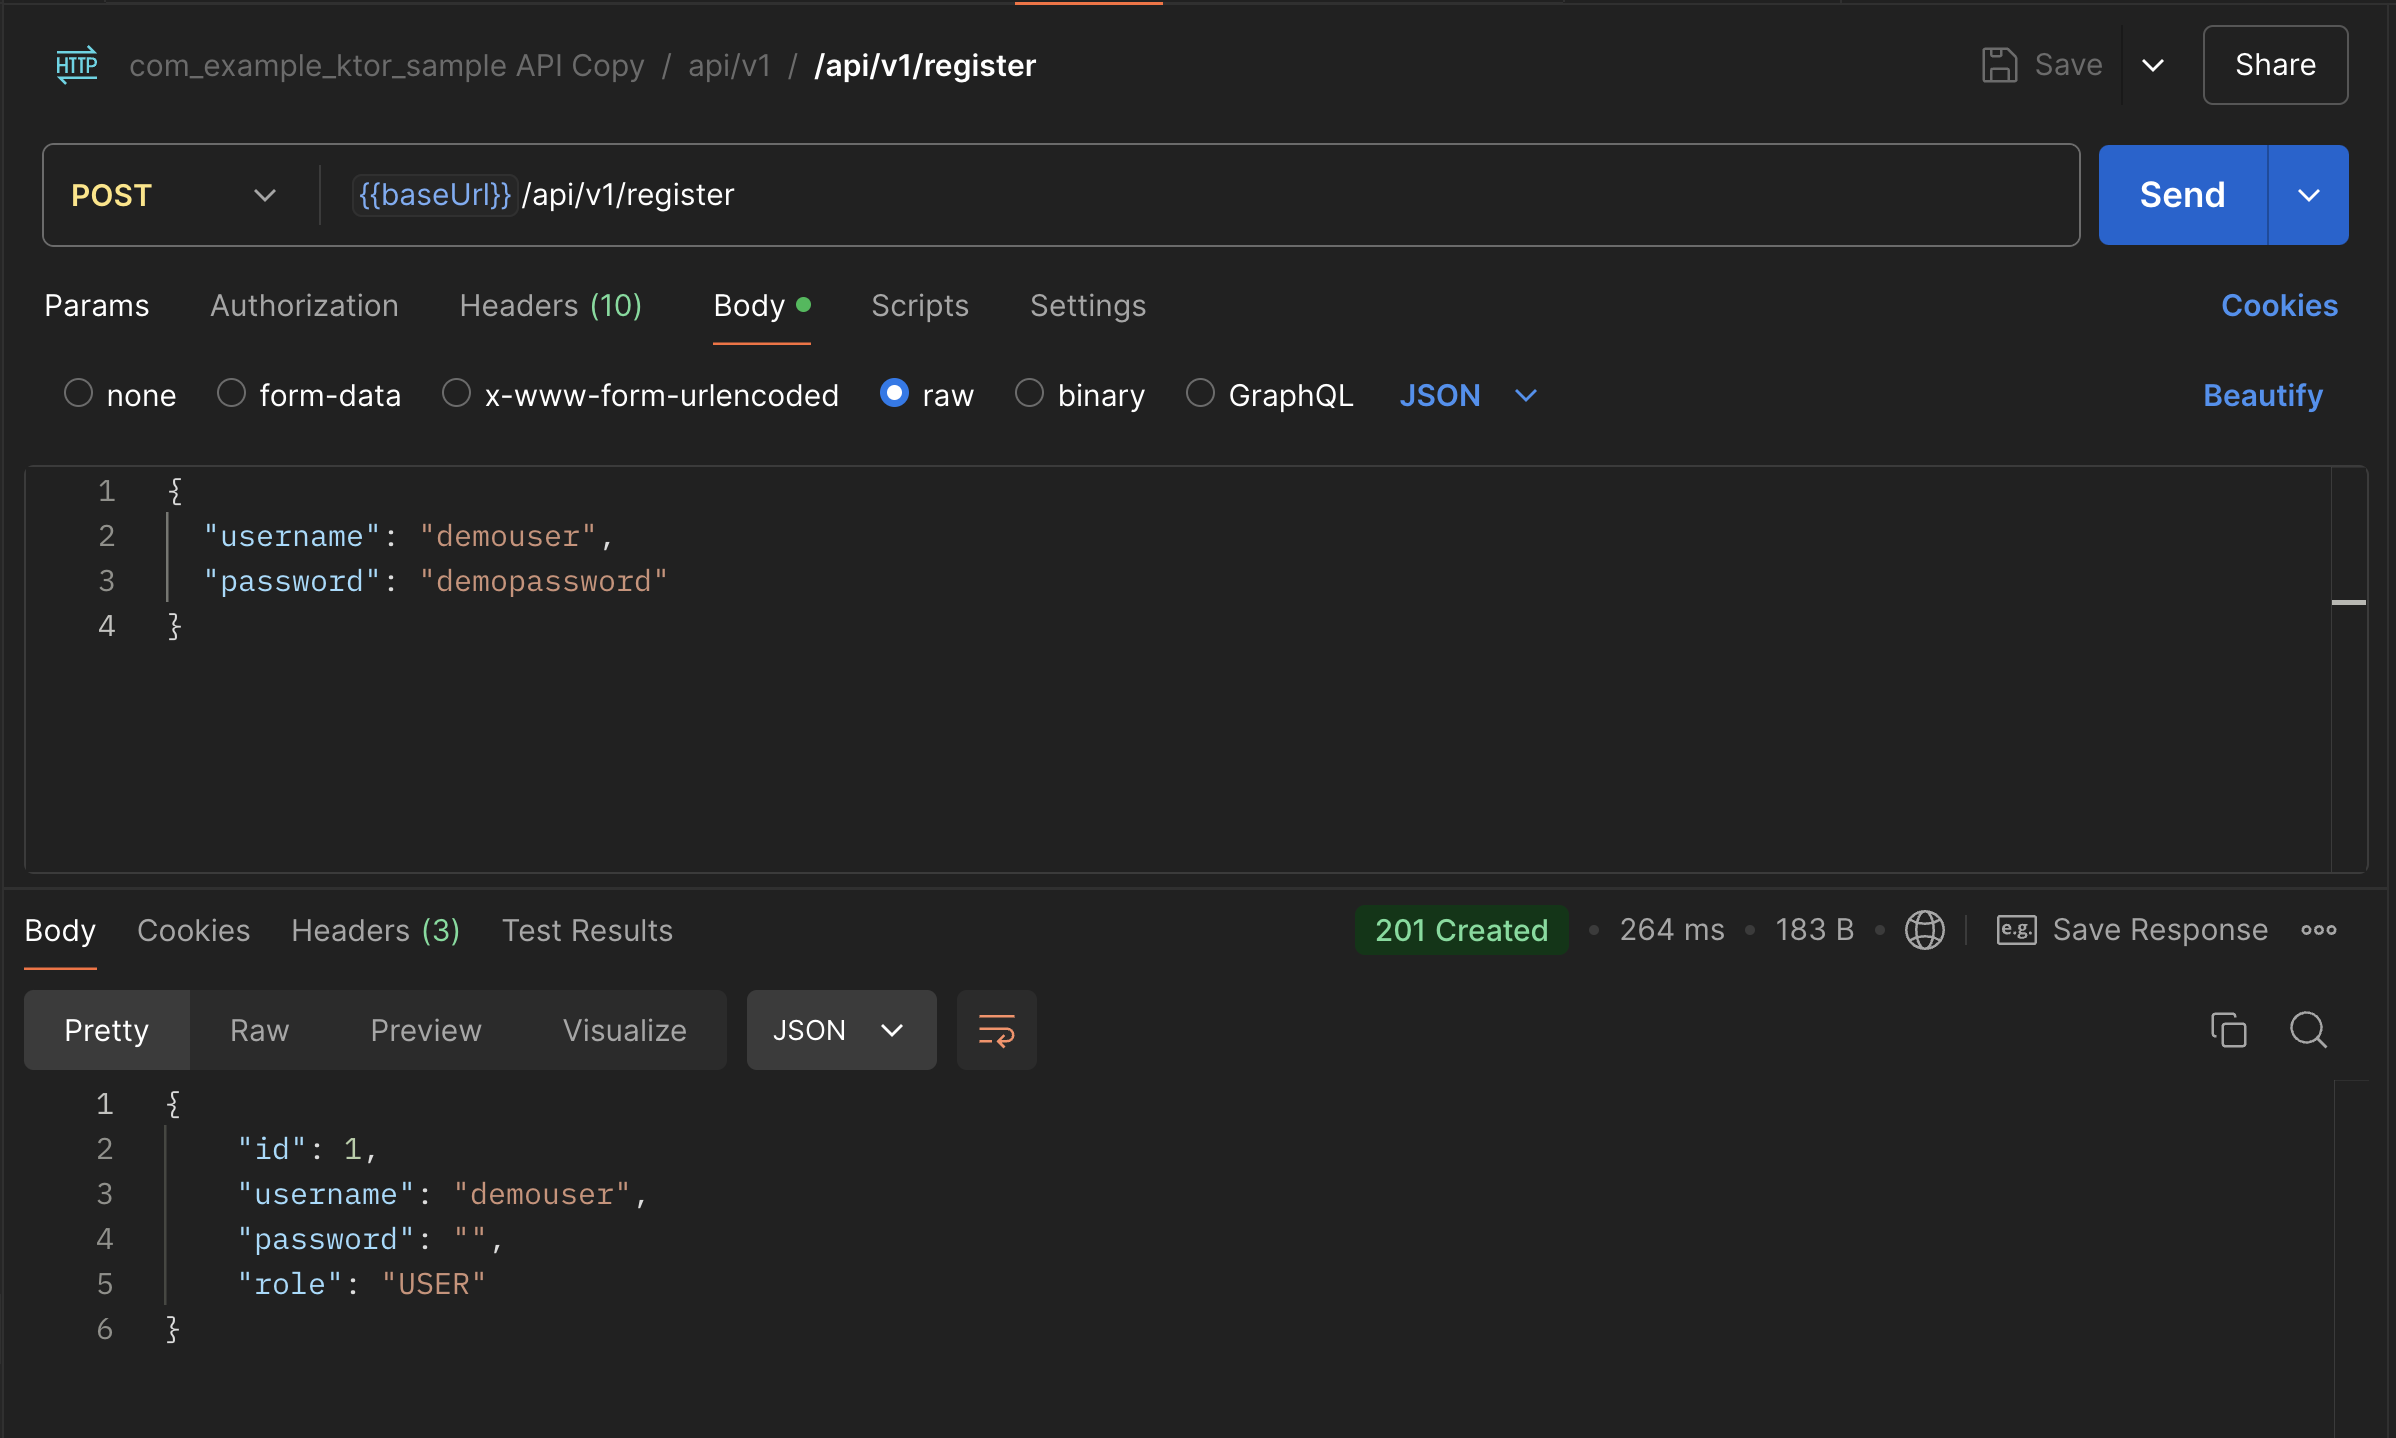 HTTP com_example_ktor_sample API Copy / api/v1 / /api/v1/register Save Share
POST {{baseUrl}}/api/v1/register Send
Params Authorization Headers (10) Body Scripts Settings Cookies
none form-data x-www-form-urlencoded raw binary GraphQL JSON Beautify
1 {
2 "username": "demouser",
3 "password": "demopassword"
4 }
Body Cookies Headers (3) Test Results 201 Created • 264 ms • 183 B • e.g. Save Response
Pretty Raw Preview Visualize JSON
1 {
2 "id": 1,
3 "username": "demouser",
4 "password": "",
5 "role": "USER"
6 }